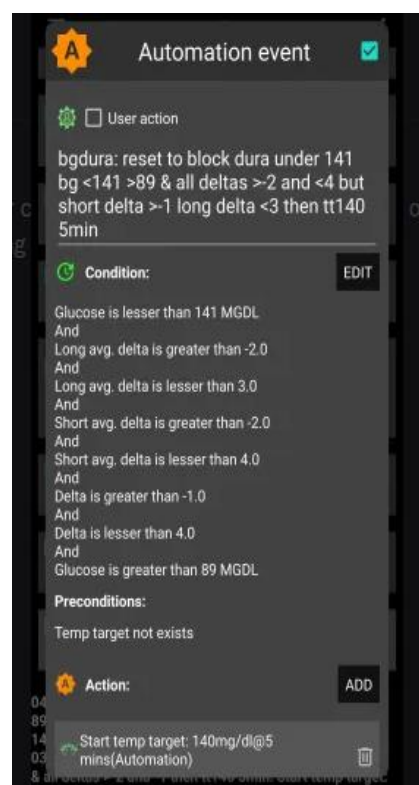 A
Automation event
User action
bgdura: reset to block dura under 141
bg <141 >89 & all deltas >-2 and <4 but
short delta >-1 long delta <3 then tt140
5min
Condition:
EDIT
Glucose is lesser than 141 MGDL
And
Long avg. delta is greater than -2.0
And
Long avg. delta is lesser than 3.0
And
Short avg. delta is greater than -2.0
And
Short avg. delta is lesser than 4.0
And
Delta is greater than -1.0
And
Delta is lesser than 4.0
And
Glucose is greater than 89 MGDL
Preconditions:
Temp target not exists
A
Action:
ADD
Start temp target: 140mg/dl@5
mins(Automation)